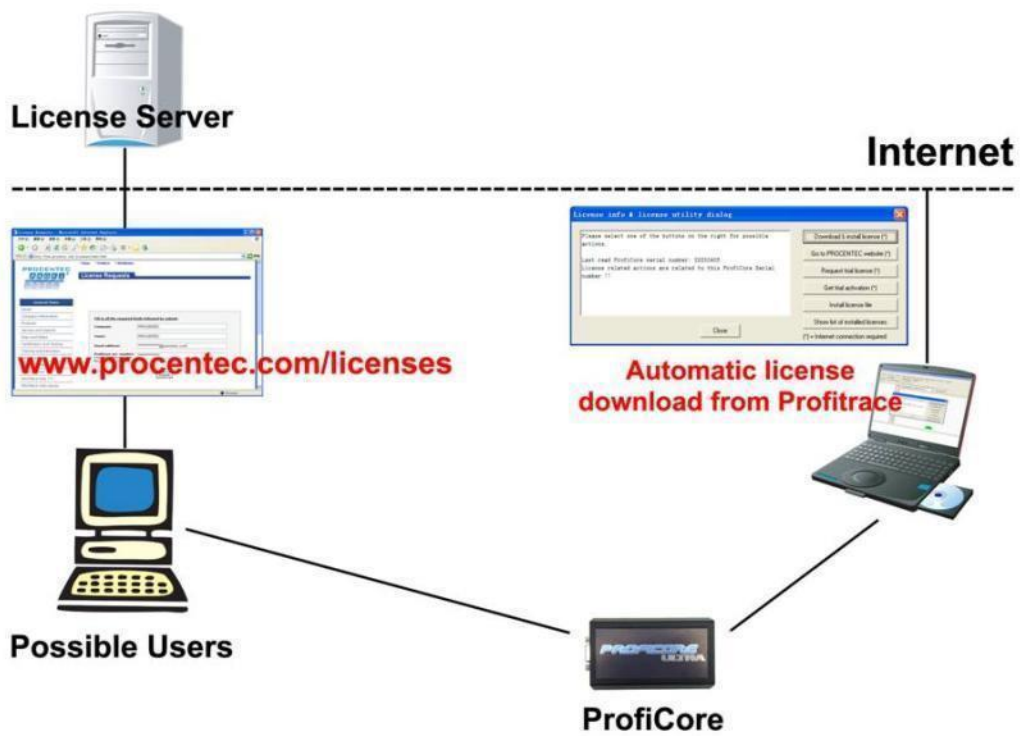 License Server
Internet
PROCENTEC
License Requests
www.procentec.com/licenses
License info & license utility dialog
Please select one of the buttons on the right for possible
actions.
Last read ProfiCore serial number:
License related actions are related to this ProfiCore Serial
number !!
Download & install license (*)
Go to PROCENTEC website (*)
Request trial license (*)
Get trial activation (*)
Install license file
Show list of installed licenses
Close
(*) = Internet connection required
Automatic license
download from Profitrace
Possible Users
PROFICORE
ULTRA
ProfiCore